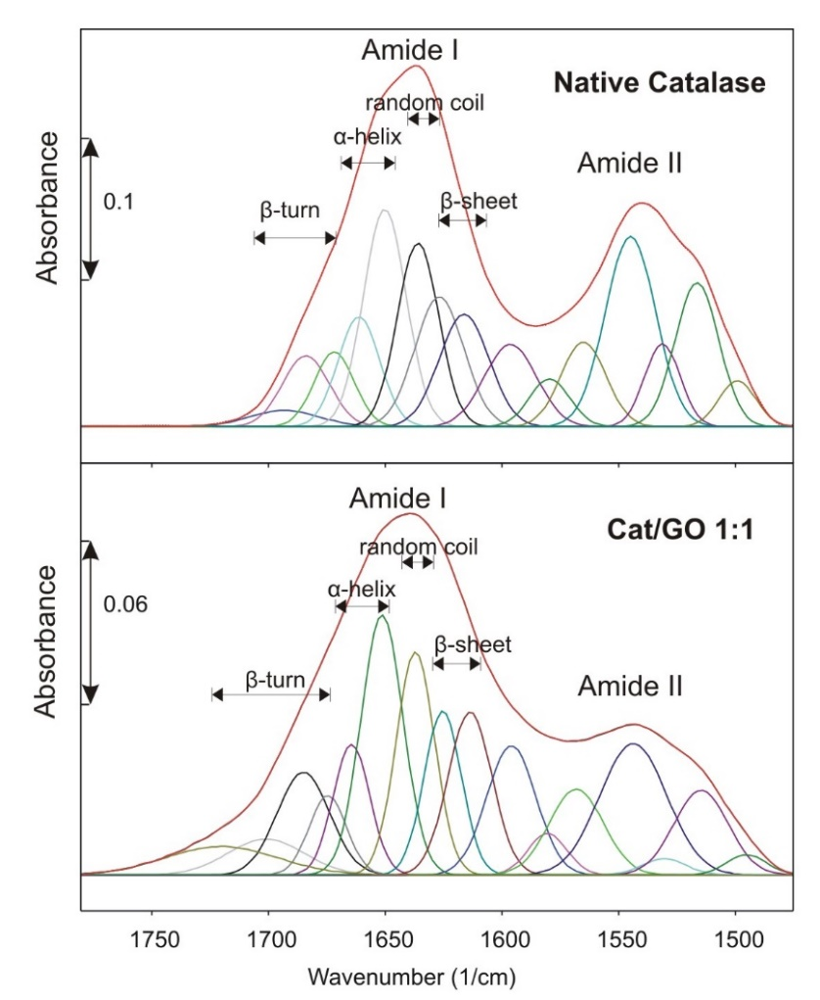 Amide I
Native Catalase
random coil
α-helix
Amide II
β-turn
β-sheet
0.1
Absorbance
Amide I
Cat/GO 1:1
random coil
α-helix
0.06
β-sheet
β-turn
Amide II
Absorbance
1750 1700 1650 1600 1550 1500
Wavenumber (1/cm)